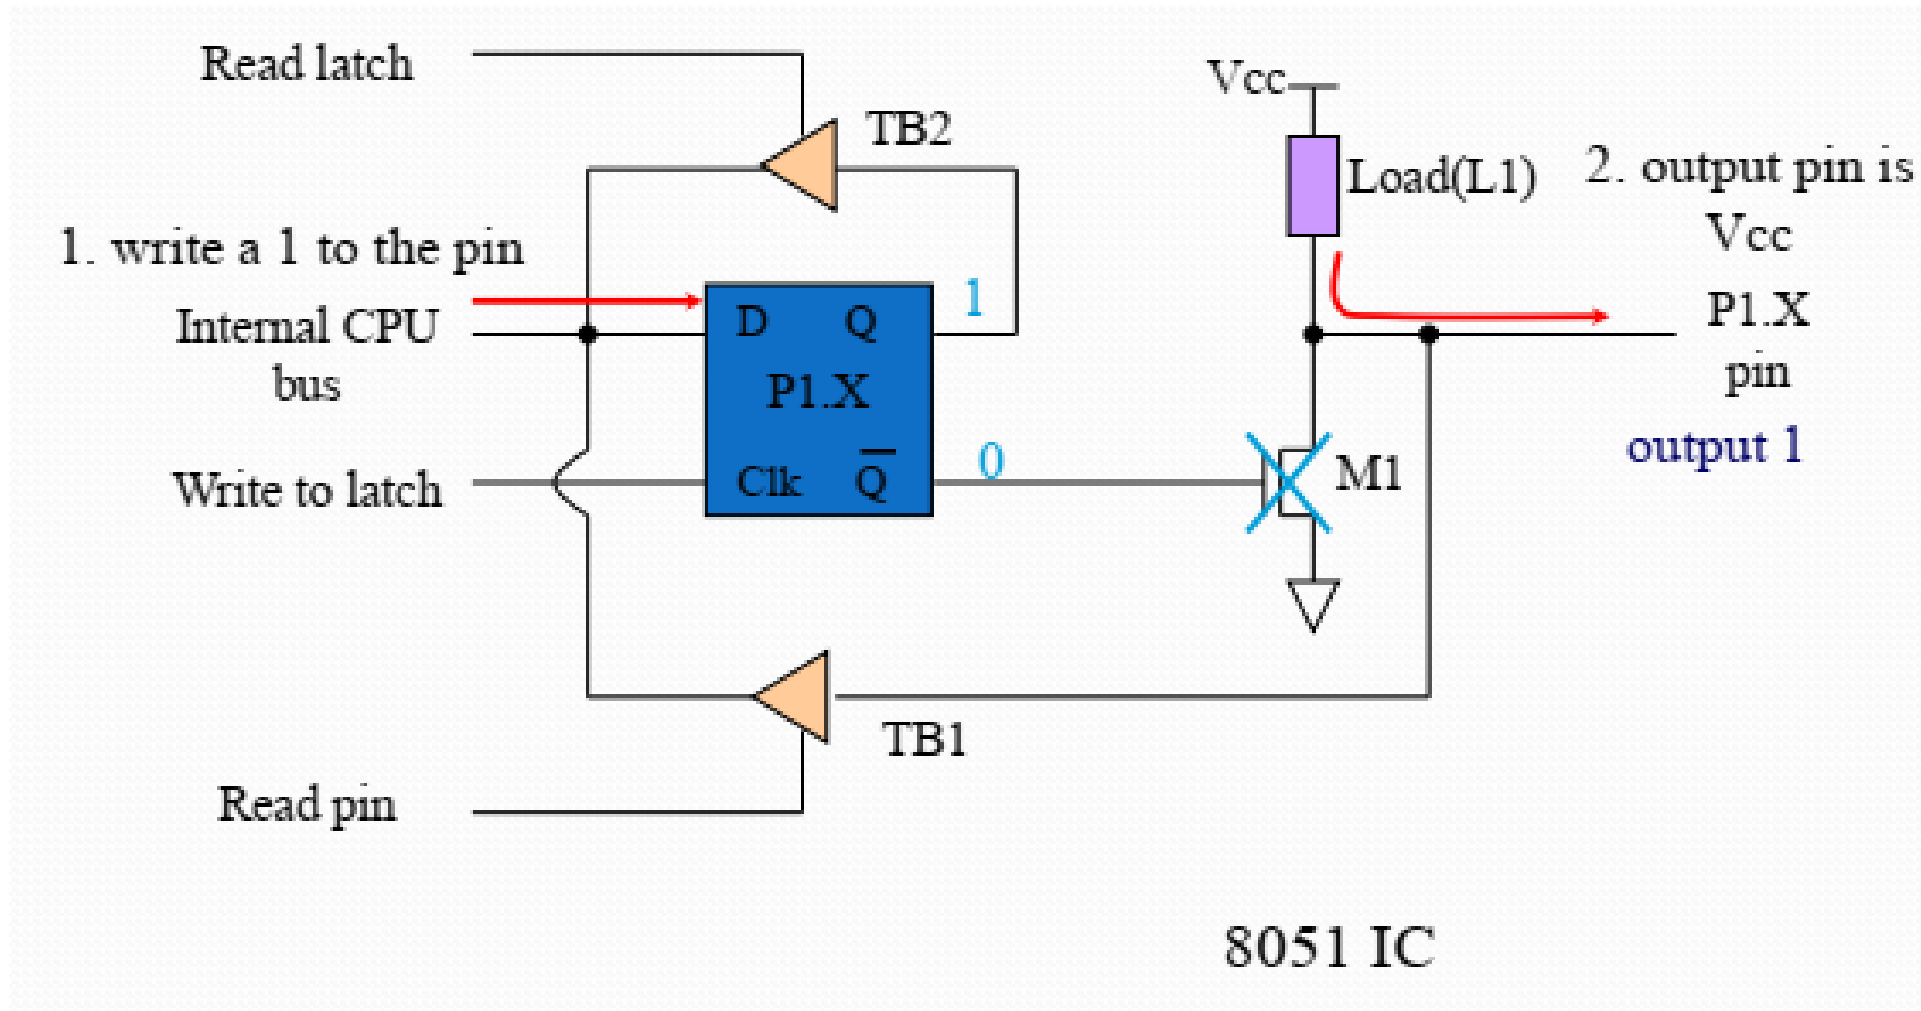 Read latch
Vcc
TB2
Load(L1)
2. output pin is
Vcc
1. write a 1 to the pin
Internal CPU
bus
D Q
1
P1.X
P1.X
pin
output 1
Write to latch
Clk Q̅
0
M1
TB1
Read pin
8051 IC